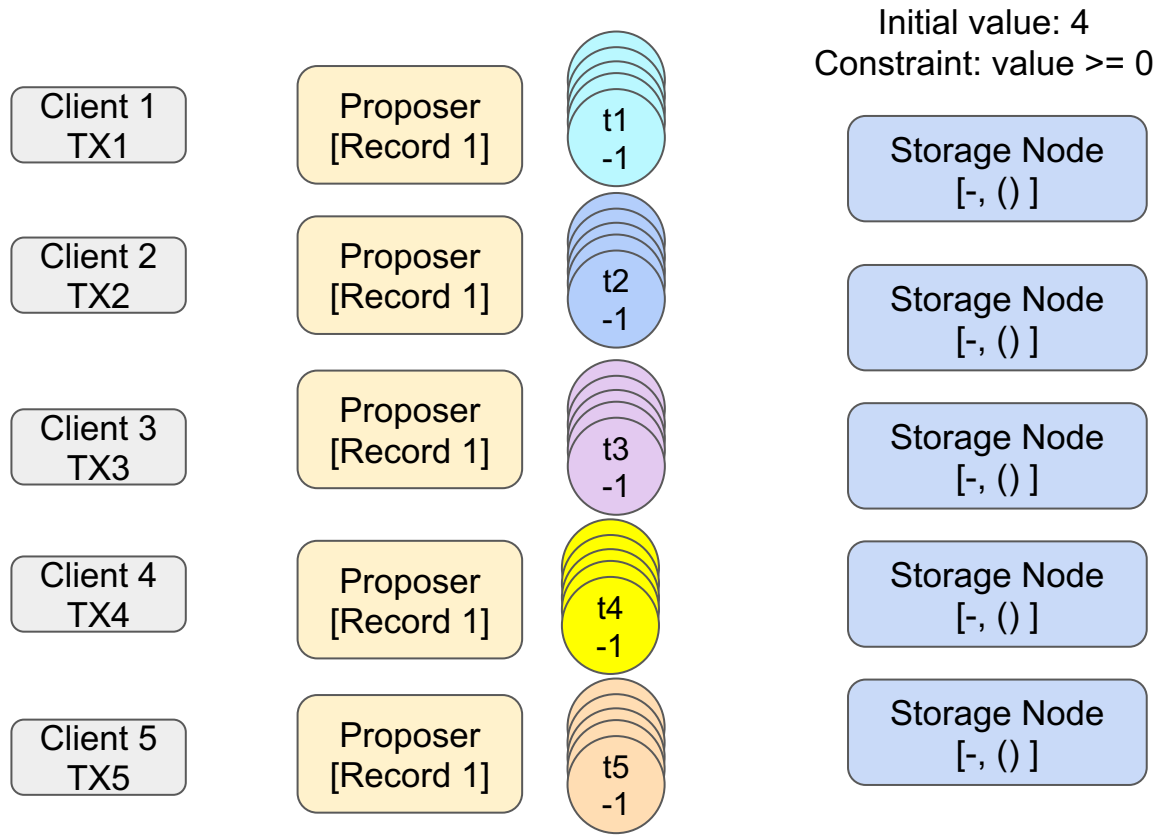 Initial value: 4
Constraint: value >= 0
Client 1
TX1
Proposer
[Record 1]
t1
-1
Storage Node
[-, () ]
Client 2
TX2
Proposer
[Record 1]
t2
-1
Storage Node
[-, () ]
Client 3
TX3
Proposer
[Record 1]
t3
-1
Storage Node
[-, () ]
Client 4
TX4
Proposer
[Record 1]
t4
-1
Storage Node
[-, () ]
Client 5
TX5
Proposer
[Record 1]
t5
-1
Storage Node
[-, () ]